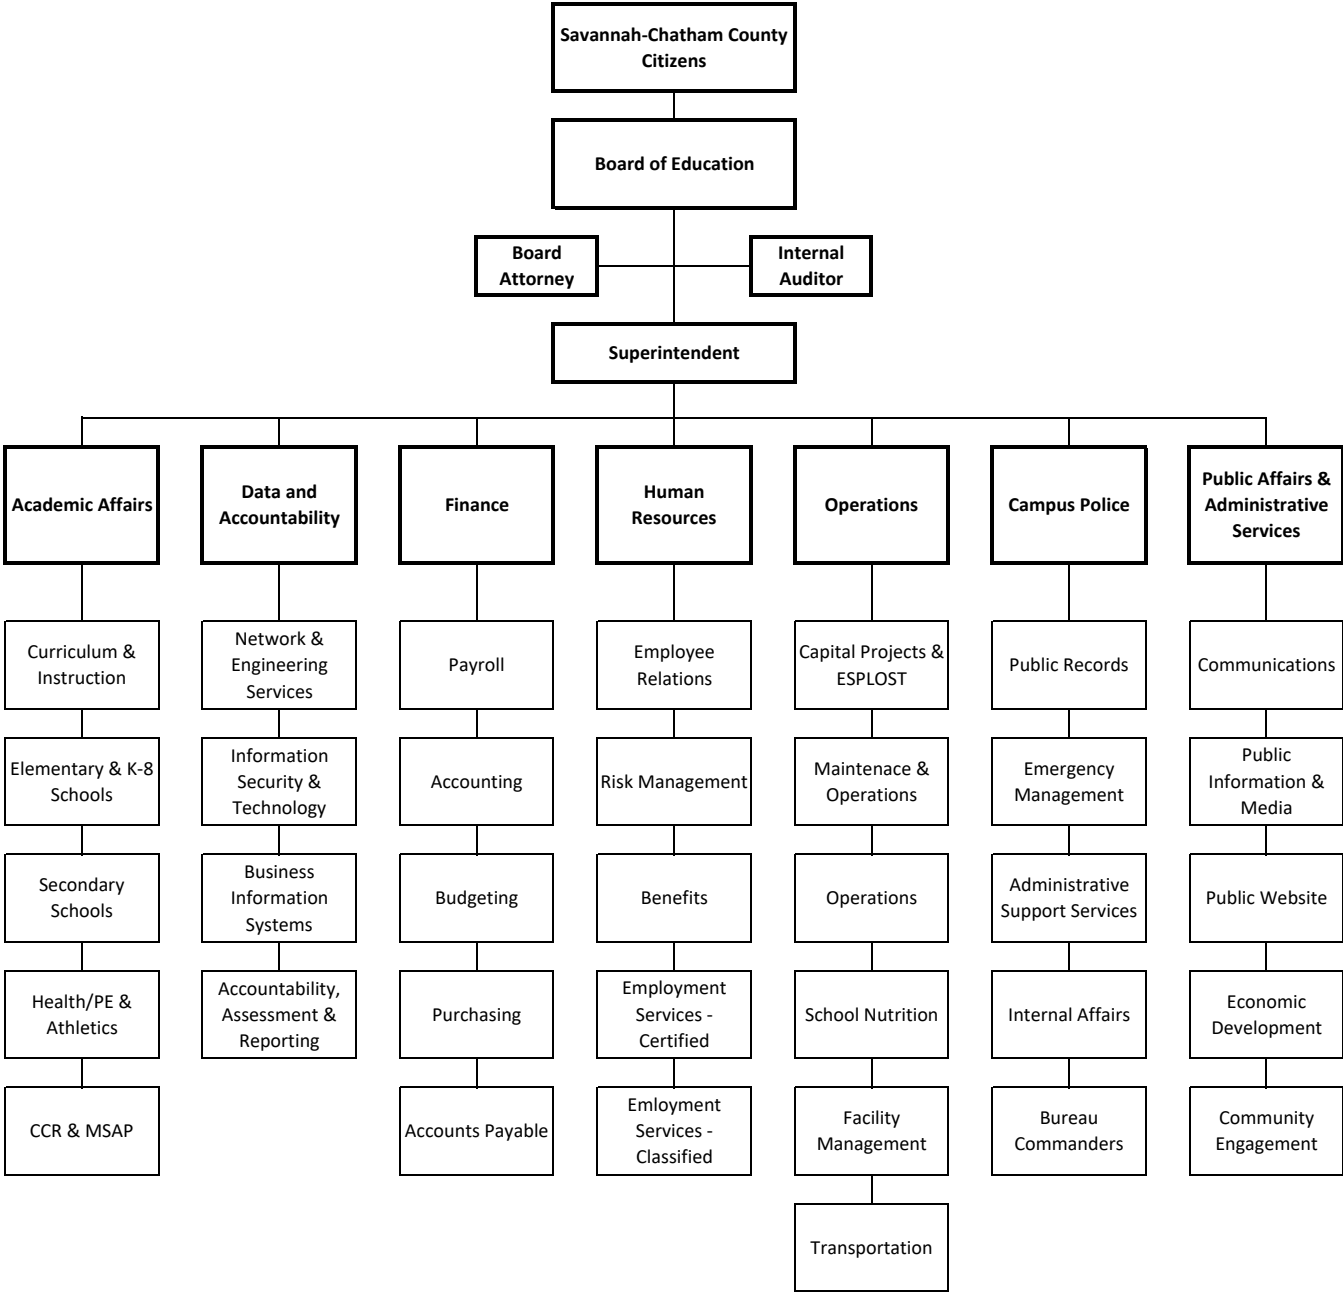 Savannah-Chatham County
Citizens
Board of Education
Board
Attorney
Internal
Auditor
Superintendent
Academic Affairs
Data and
Accountability
Finance
Human
Resources
Operations
Campus Police
Public Affairs &
Administrative
Services
Curriculum &
Instruction
Network &
Engineering
Services
Payroll
Employee
Relations
Capital Projects &
ESPLOST
Public Records
Communications
Elementary & K-8
Schools
Information
Security &
Technology
Accounting
Risk Management
Maintenace &
Operations
Emergency
Management
Public
Information &
Media
Secondary
Schools
Business
Information
Systems
Budgeting
Benefits
Operations
Administrative
Support Services
Public Website
Health/PE &
Athletics
Accountability,
Assessment &
Reporting
Purchasing
Employment
Services -
Certified
School Nutrition
Internal Affairs
Economic
Development
CCR & MSAP
Accounts Payable
Emloyment
Services -
Classified
Facility
Management
Bureau
Commanders
Community
Engagement
Transportation